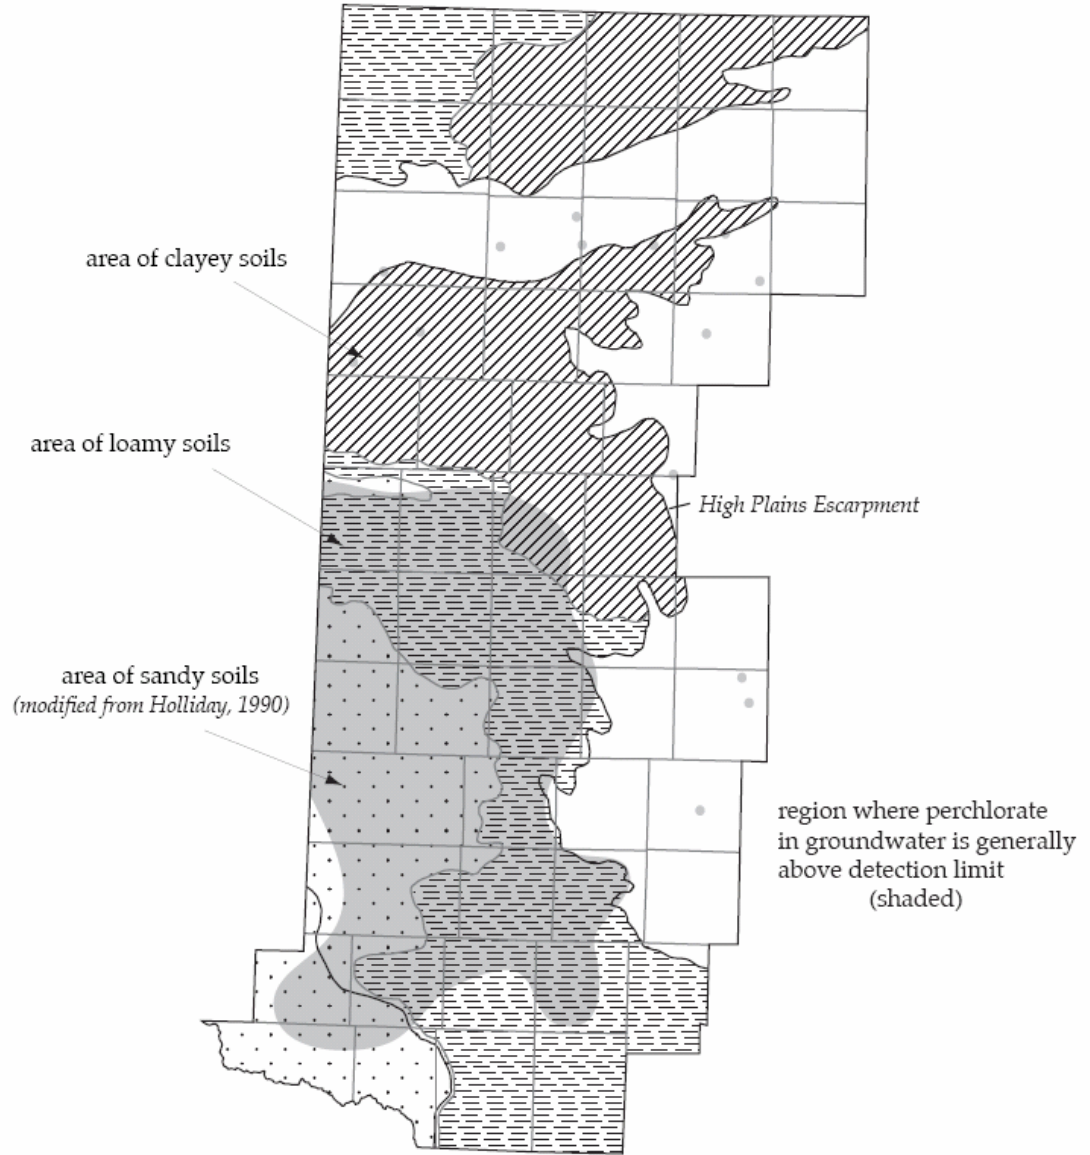 area of clayey soils
area of loamy soils
High Plains Escarpment
area of sandy soils
(modified from Holliday, 1990)
region where perchlorate
in groundwater is generally
above detection limit
(shaded)